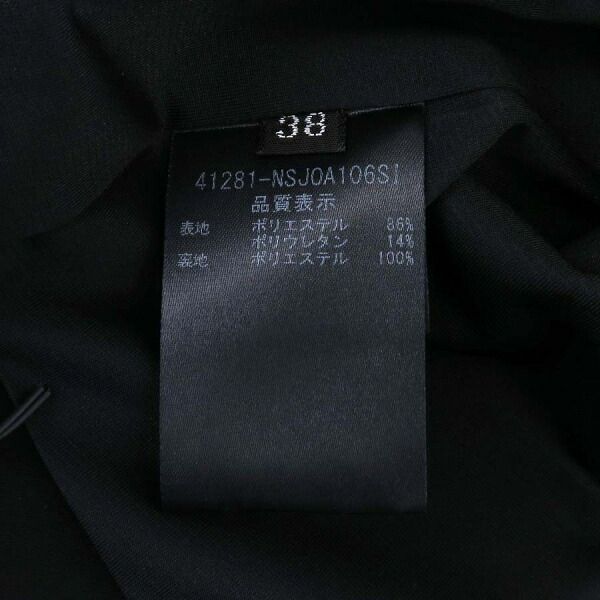 38
41281-NSJOA106SI
品質表示
表地 ポリエステル 86%
ポリウレタン 14%
裏地 ポリエステル 100%